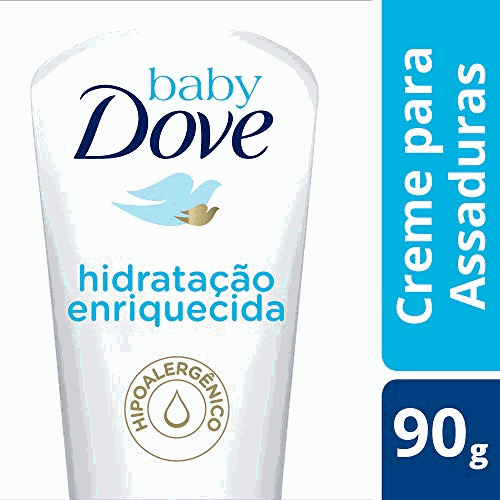 baby
Dove
hidratação
enriquecida
HIPOALERGÊNICO
Creme para
Assaduras
90g